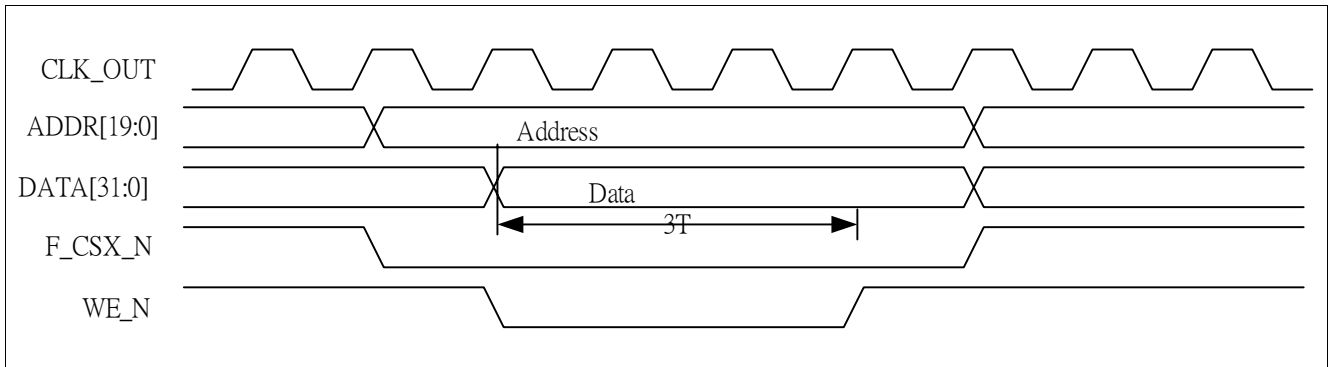 CLK_OUT
ADDR[19:0]
Address
DATA[31:0]
Data
3T
F_CSX_N
WE_N